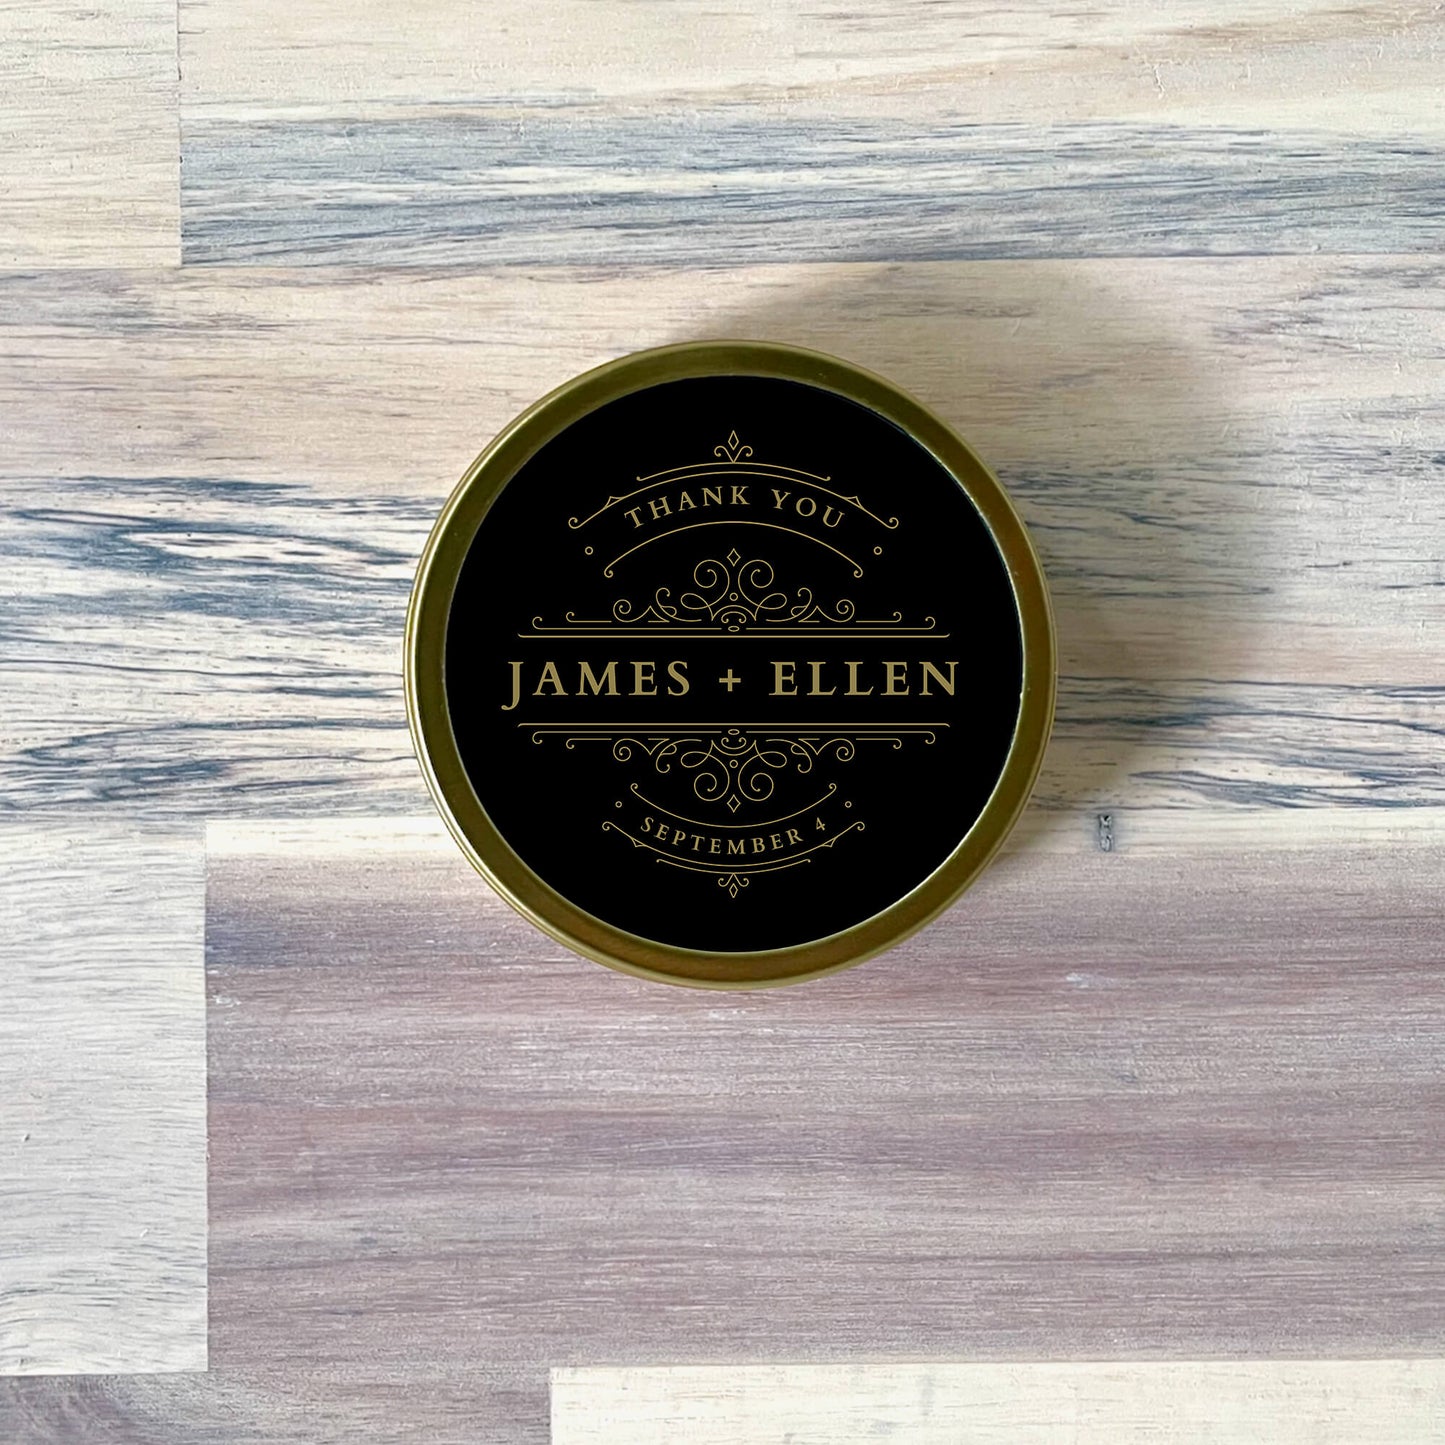 THANK YOU
JAMES + ELLEN
SEPTEMBER 4